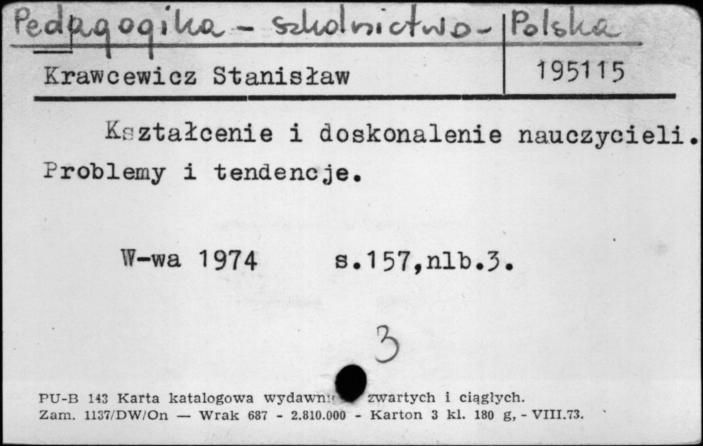 Pedagogika - szkolnictwo - Polska
Krawcewicz Stanisław 195115
Kształcenie i doskonalenie nauczycieli.
Problemy i tendencje.
W-wa 1974 s.157,nlb.3.
3
PU-B 143 Karta katalogowa wydawn zwartych i ciągłych.
Zam. 1137/DW/On — Wrak 687 - 2.810.000 - Karton 3 kl. 180 g, - VIII.73.